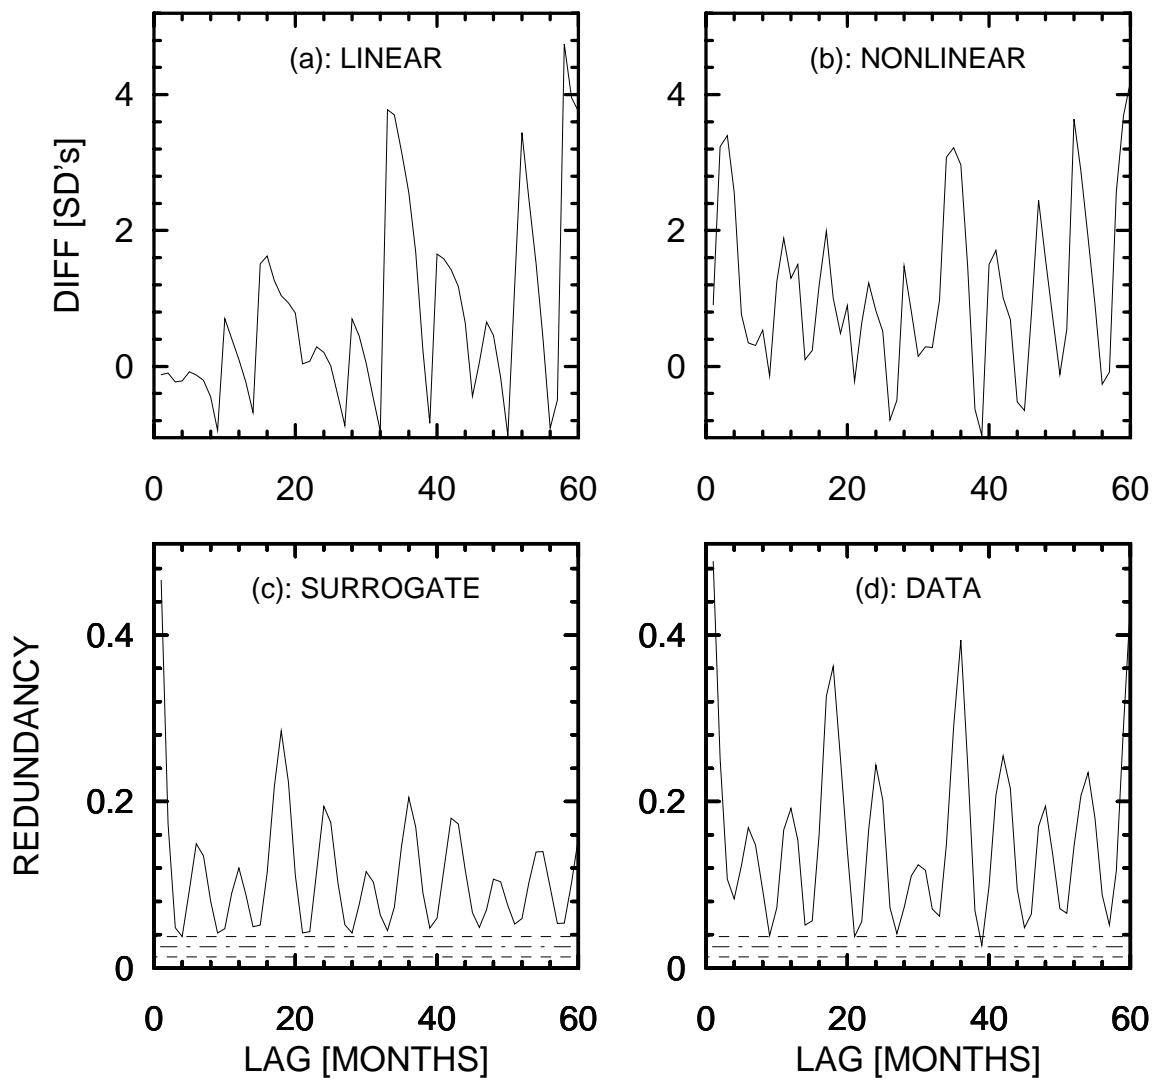 (a): LINEAR
(b): NONLINEAR
DIFF [SD's]
4
2
0
4
2
0
0 20 40 60
0 20 40 60
(c): SURROGATE
(d): DATA
REDUNDANCY
0.4
0.2
0
0.4
0.2
0
0 20 40 60
0 20 40 60
LAG [MONTHS]
LAG [MONTHS]